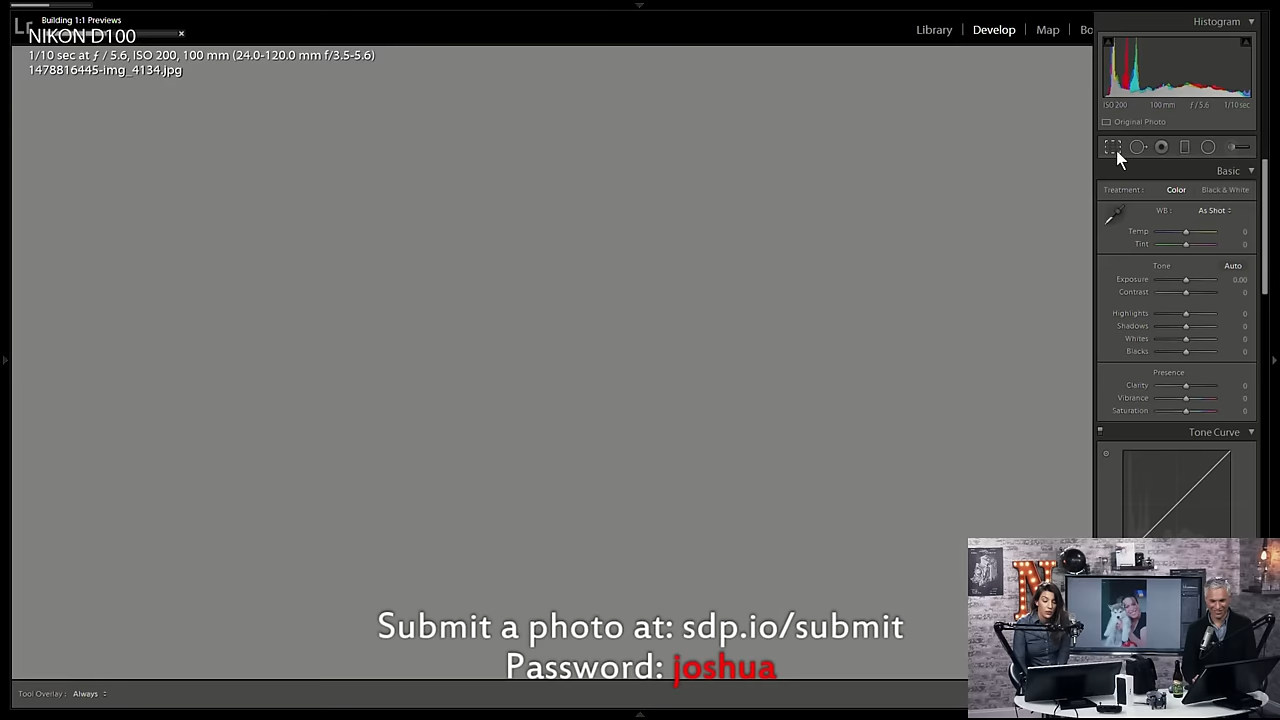 Building 1:1 Previews
Lr
NIKON D100
1/10 sec at ƒ / 5.6, ISO 200, 100 mm (24.0-120.0 mm f/3.5-5.6)
1478816445-img_4134.jpg
Library | Develop | Map | Bo
Histogram
ISO 200 100 mm ƒ / 5.6 1/10 sec
Original Photo
Basic
Treatment : Color Black & White
WB : As Shot
Temp 0
Tint 0
Tone Auto
Exposure 0.00
Contrast 0
Highlights 0
Shadows 0
Whites 0
Blacks 0
Presence
Clarity 0
Vibrance 0
Saturation 0
Tone Curve
Submit a photo at: sdp.io/submit
Password: joshua
Tool Overlay : Always
N